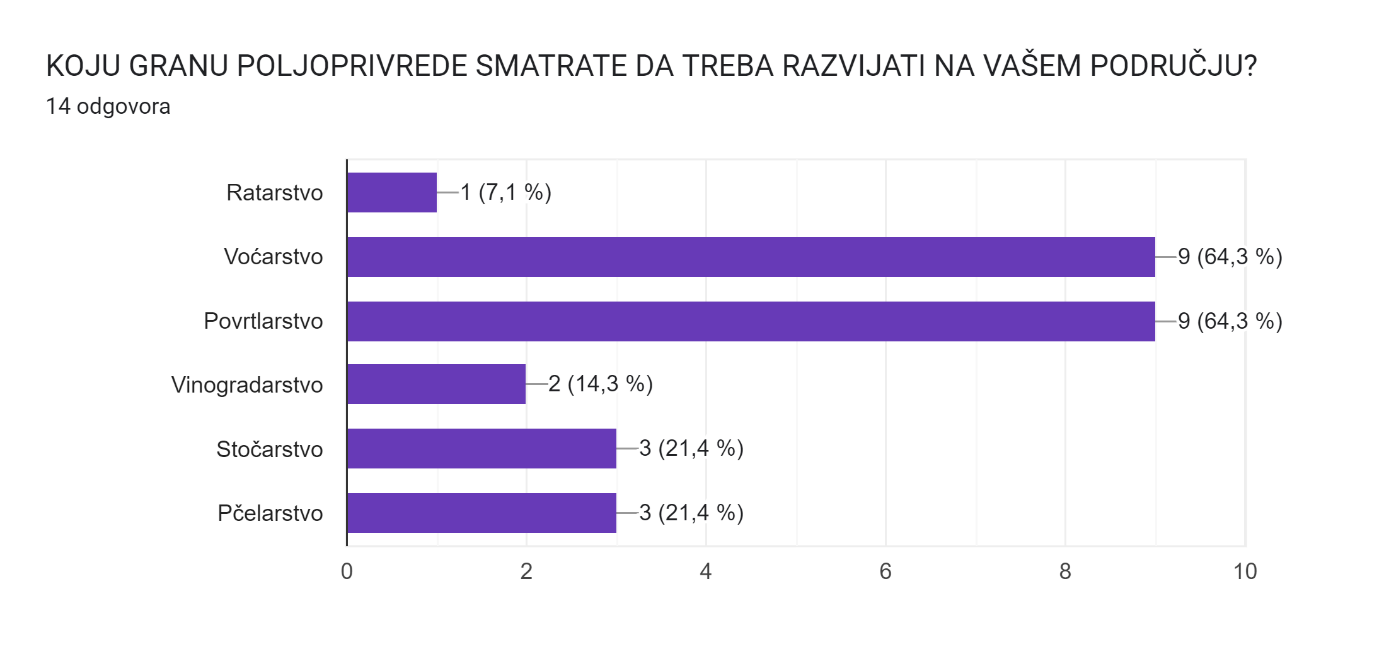 KOJU GRANU POLJOPRIVREDE SMATRATE DA TREBA RAZVIJATI NA VAŠEM PODRUČJU?
14 odgovora
Ratarstvo 1 (7,1 %)
Voćarstvo 9 (64,3 %)
Povrtlarstvo 9 (64,3 %)
Vinogradarstvo 2 (14,3 %)
Stočarstvo 3 (21,4 %)
Pčelarstvo 3 (21,4 %)
0 2 4 6 8 10